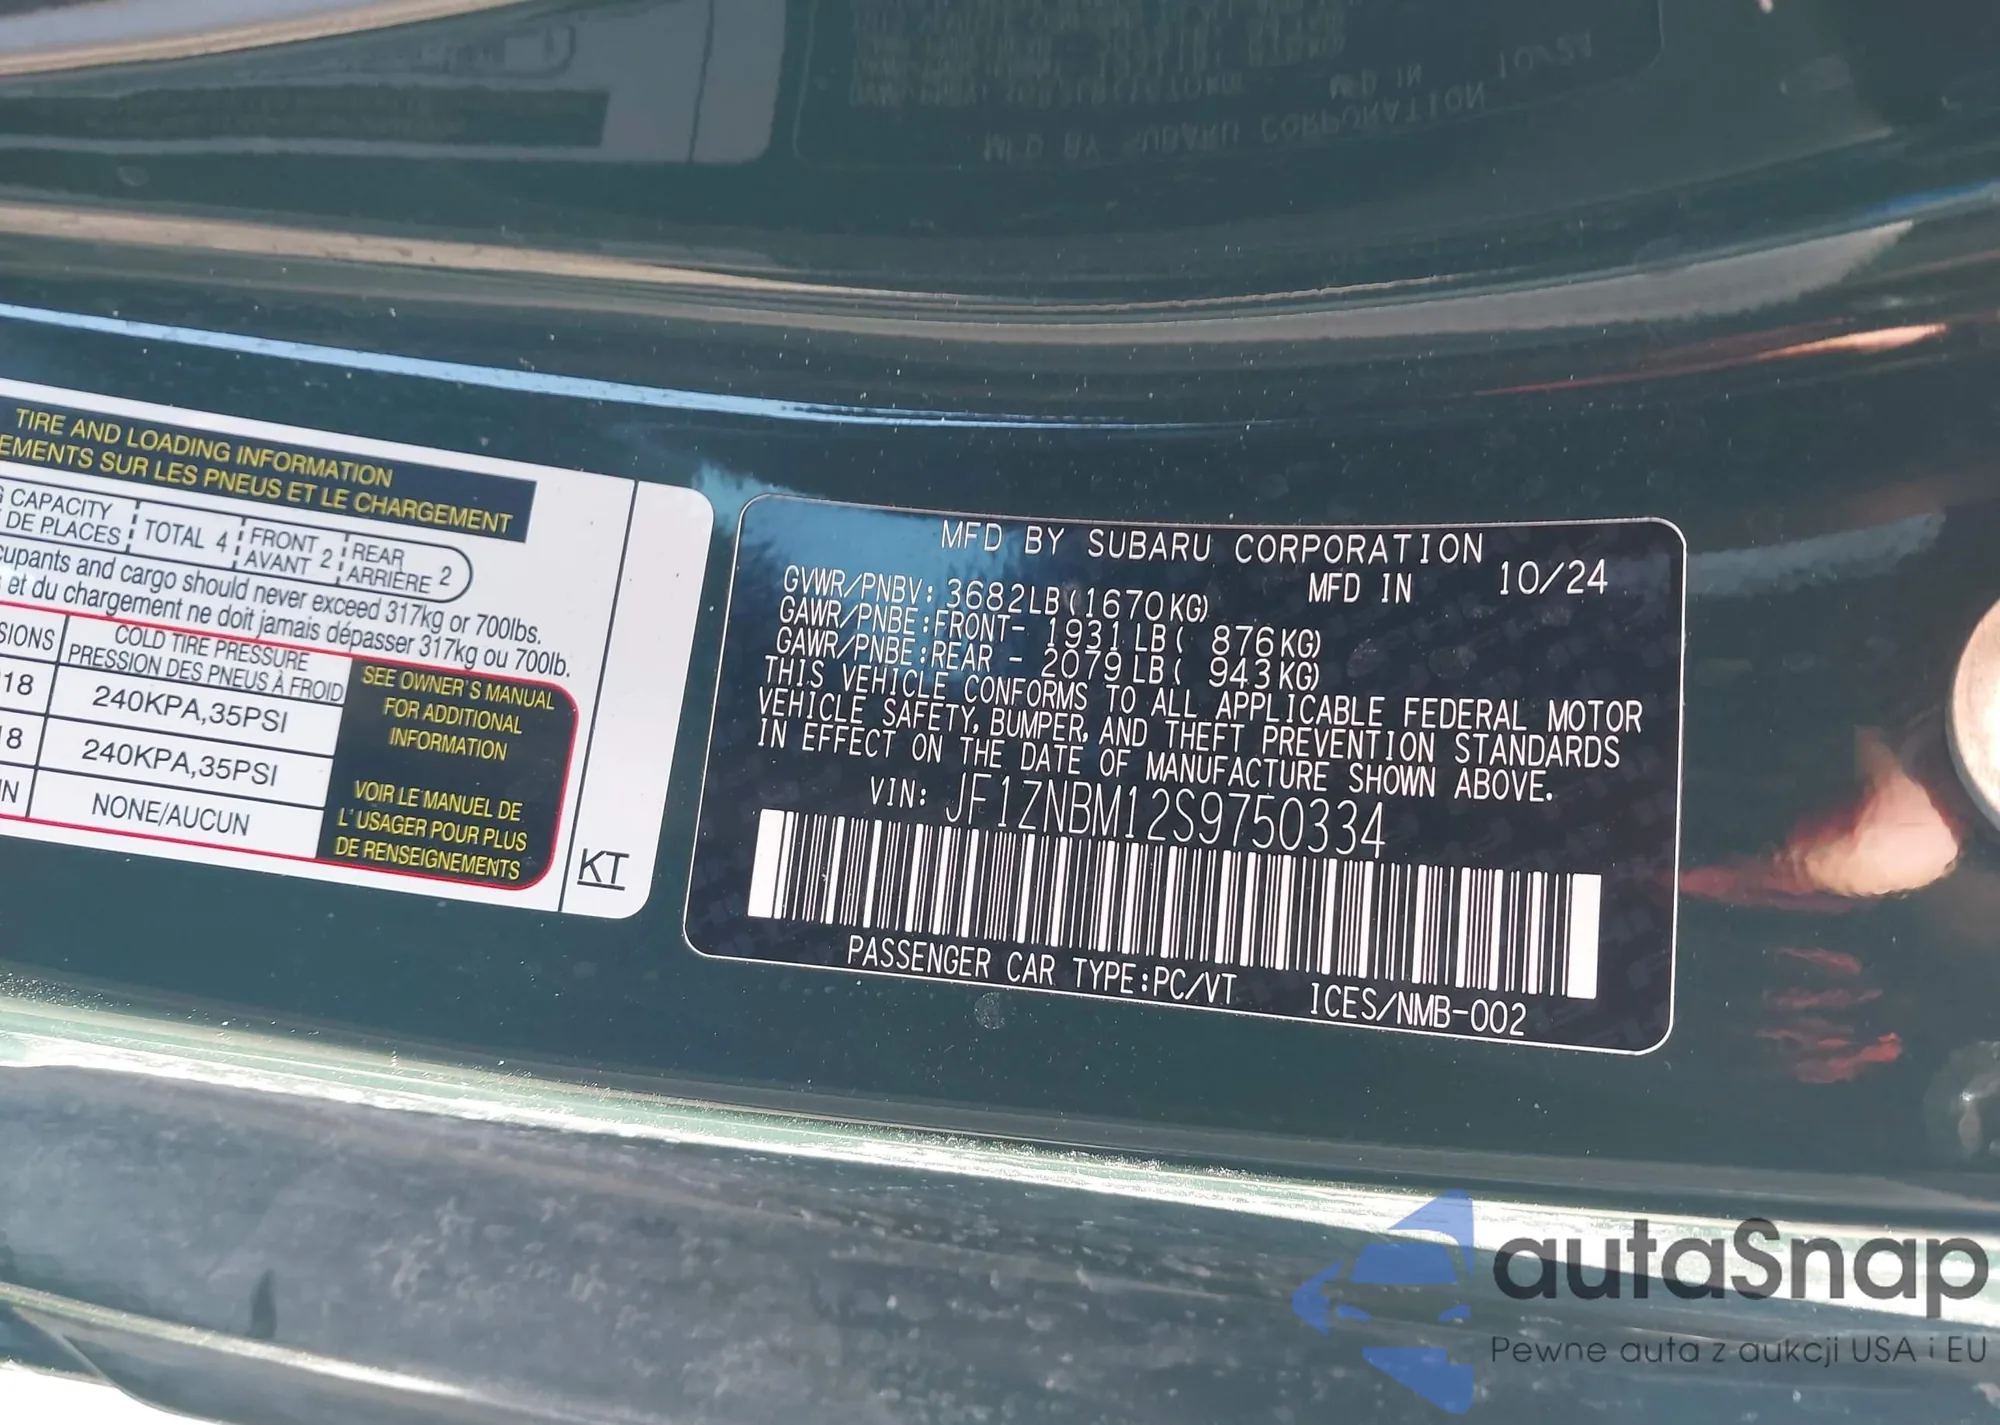 TIRE AND LOADING INFORMATION
EMENTS SUR LES PNEUS ET LE CHARGEMENT
G CAPACITY
DE PLACES
TOTAL 4
FRONT
AVANT 2
REAR
ARRIÈRE 2
cupants and cargo should never exceed 317kg or 700lbs.
s et du chargement ne doit jamais dépasser 317kg ou 700lb.
SIONS
COLD TIRE PRESSURE
PRESSION DES PNEUS À FROID
18
240KPA,35PSI
18
240KPA,35PSI
IN
NONE/AUCUN
SEE OWNER'S MANUAL
FOR ADDITIONAL
INFORMATION
VOIR LE MANUEL DE
L'USAGER POUR PLUS
DE RENSEIGNEMENTS
KT
MFD BY SUBARU CORPORATION
MFD IN 10/24
GVWR/PNBV: 3682LB(1670KG)
GAWR/PNBE:FRONT- 1931LB( 876KG)
GAWR/PNBE:REAR - 2079LB( 943KG)
THIS VEHICLE CONFORMS TO ALL APPLICABLE FEDERAL MOTOR
VEHICLE SAFETY, BUMPER, AND THEFT PREVENTION STANDARDS
IN EFFECT ON THE DATE OF MANUFACTURE SHOWN ABOVE.
VIN: JF1ZNBM12S9750334
PASSENGER CAR TYPE:PC/VT ICES/NMB-002
autaSnap
Pewne auta z aukcji USA i EU